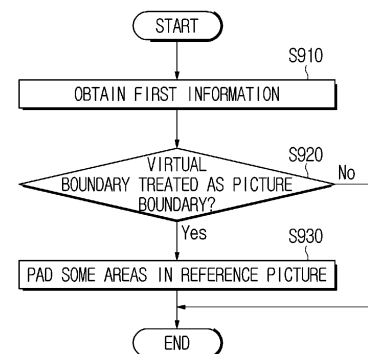 START
S910
OBTAIN FIRST INFORMATION
S920
VIRTUAL
BOUNDARY TREATED AS PICTURE
BOUNDARY?
No
Yes
S930
PAD SOME AREAS IN REFERENCE PICTURE
END